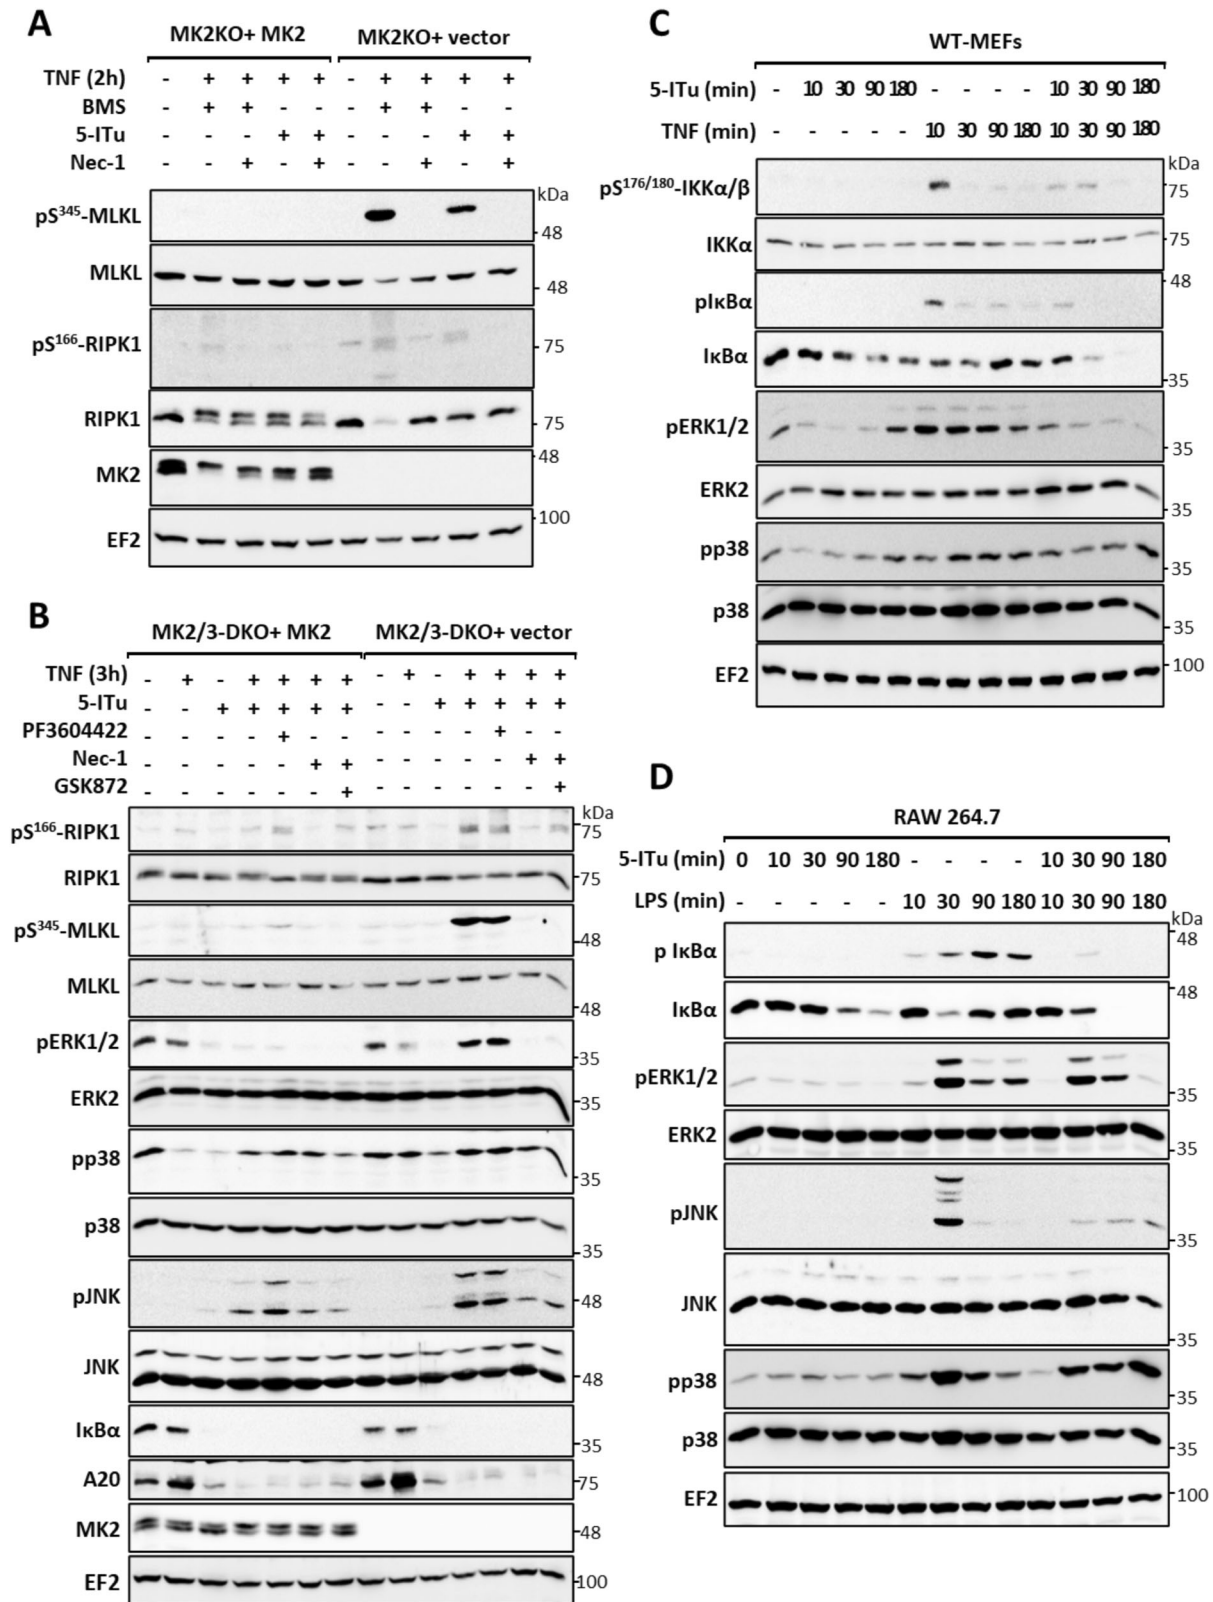 A
MK2KO+ MK2 MK2KO+ vector
TNF (2h) - + + + + - + + + +
BMS - + + - - - + + - -
5-ITu - - - + + - - - + +
Nec-1 - - + - + - - + - +
kDa
pS³⁴⁵-MLKL 48
MLKL 48
pS¹⁶⁶-RIPK1 75
RIPK1 75
MK2 48
EF2 100
B
MK2/3-DKO+ MK2 MK2/3-DKO+ vector
TNF (3h) - + - + + + + - + - + + + +
5-ITu - - + + + + + - - + + + + +
PF3604422 - - - - + - - - - - - + - -
Nec-1 - - - - - + + - - - - - + +
GSK872 - - - - - - + - - - - - - +
kDa
pS¹⁶⁶-RIPK1 75
RIPK1 75
pS³⁴⁵-MLKL 48
MLKL 48
pERK1/2 35
ERK2 35
pp38 35
p38 35
pJNK 48
JNK 48
IκBα 35
A20 75
MK2 48
EF2 100
C
WT-MEFs
5-ITu (min) - 10 30 90 180 - - - - 10 30 90 180
TNF (min) - - - - - 10 30 90 180 10 30 90 180
kDa
pS¹⁷⁶/¹⁸⁰-IKKα/β 75
IKKα 75
pIκBα 48
IκBα 35
pERK1/2 35
ERK2 35
pp38 35
p38 35
EF2 100
D
RAW 264.7
5-ITu (min) 0 10 30 90 180 - - - - 10 30 90 180
LPS (min) - - - - - 10 30 90 180 10 30 90 180
kDa
p IκBα 48
IκBα 48
pERK1/2 35
ERK2 35
pJNK 35
JNK 35
pp38 35
p38 35
EF2 100